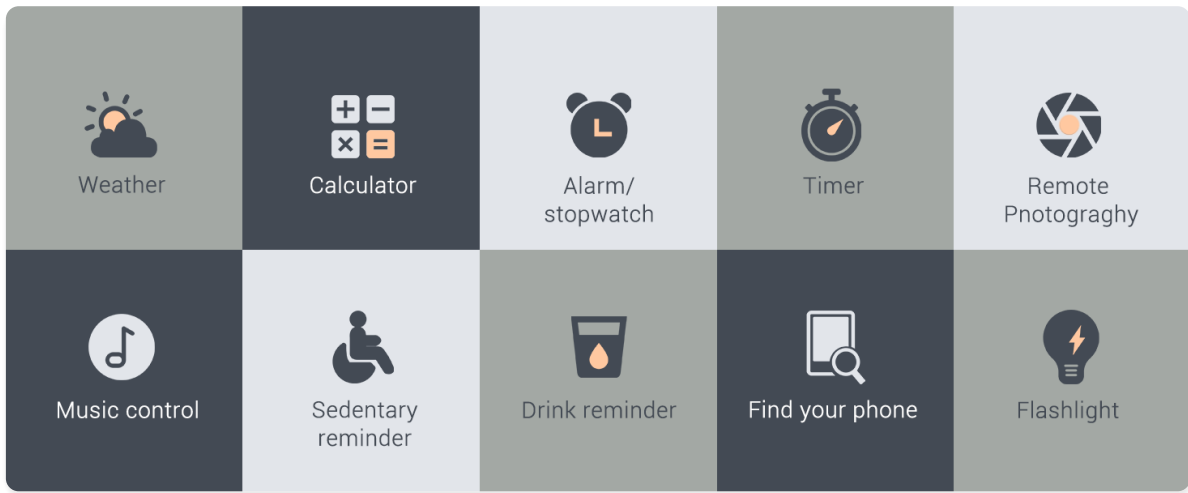 Weather
Calculator
Alarm/
stopwatch
Timer
Remote
Pnotograghy
Music control
Sedentary
reminder
Drink reminder
Find your phone
Flashlight